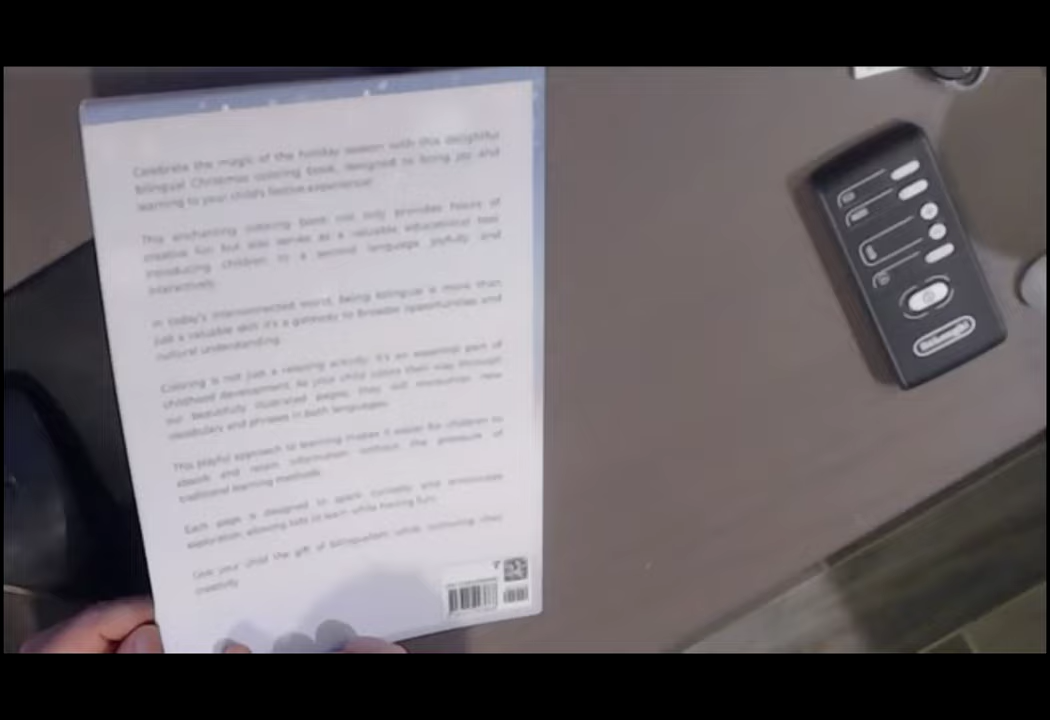 Celebrate the magic of the holiday season with this delightful
bilingual Christmas coloring book, designed to bring joy and
learning to your child's festive experience!
This enchanting coloring book not only provides hours of
creative fun but also serves as a valuable educational tool,
introducing children to a second language joyfully and
interactively.
In today's interconnected world, being bilingual is more than
just a valuable skill; it's a gateway to broader opportunities and
cultural understanding.
Coloring is not just a relaxing activity; it's an essential part of
childhood development. As your child colors their way through
our beautifully illustrated pages, they will encounter new
vocabulary and phrases in both languages.
This playful approach to learning makes it easier for children to
absorb and retain information without the pressure of
traditional learning methods.
Each page is designed to spark curiosity and encourage
exploration, allowing kids to learn while having fun.
Give your child the gift of bilingualism while nurturing their
creativity.
DeLonghi